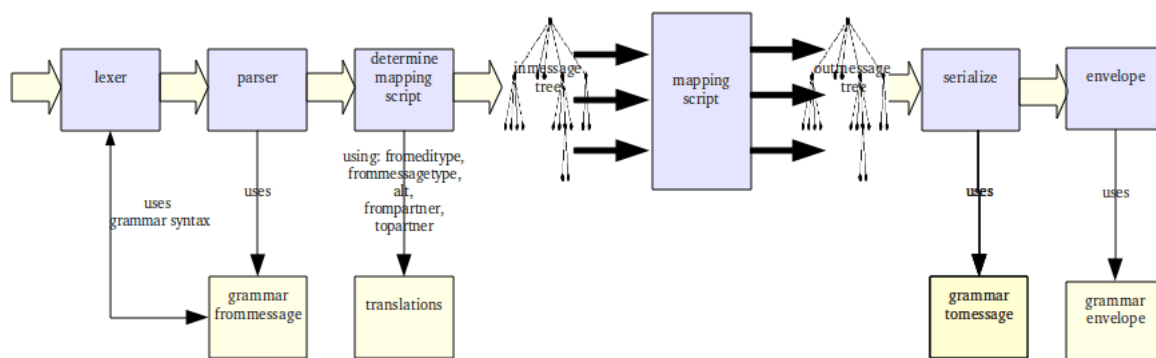 lexer
parser
determine
mapping
script
inmessage
tree
mapping
script
outmessage
tree
serialize
envelope
uses
grammar syntax
uses
using: fromeditype,
frommessagetype,
alt,
frompartner,
topartner
uses
uses
grammar
frommessage
translations
grammar
tomessage
grammar
envelope